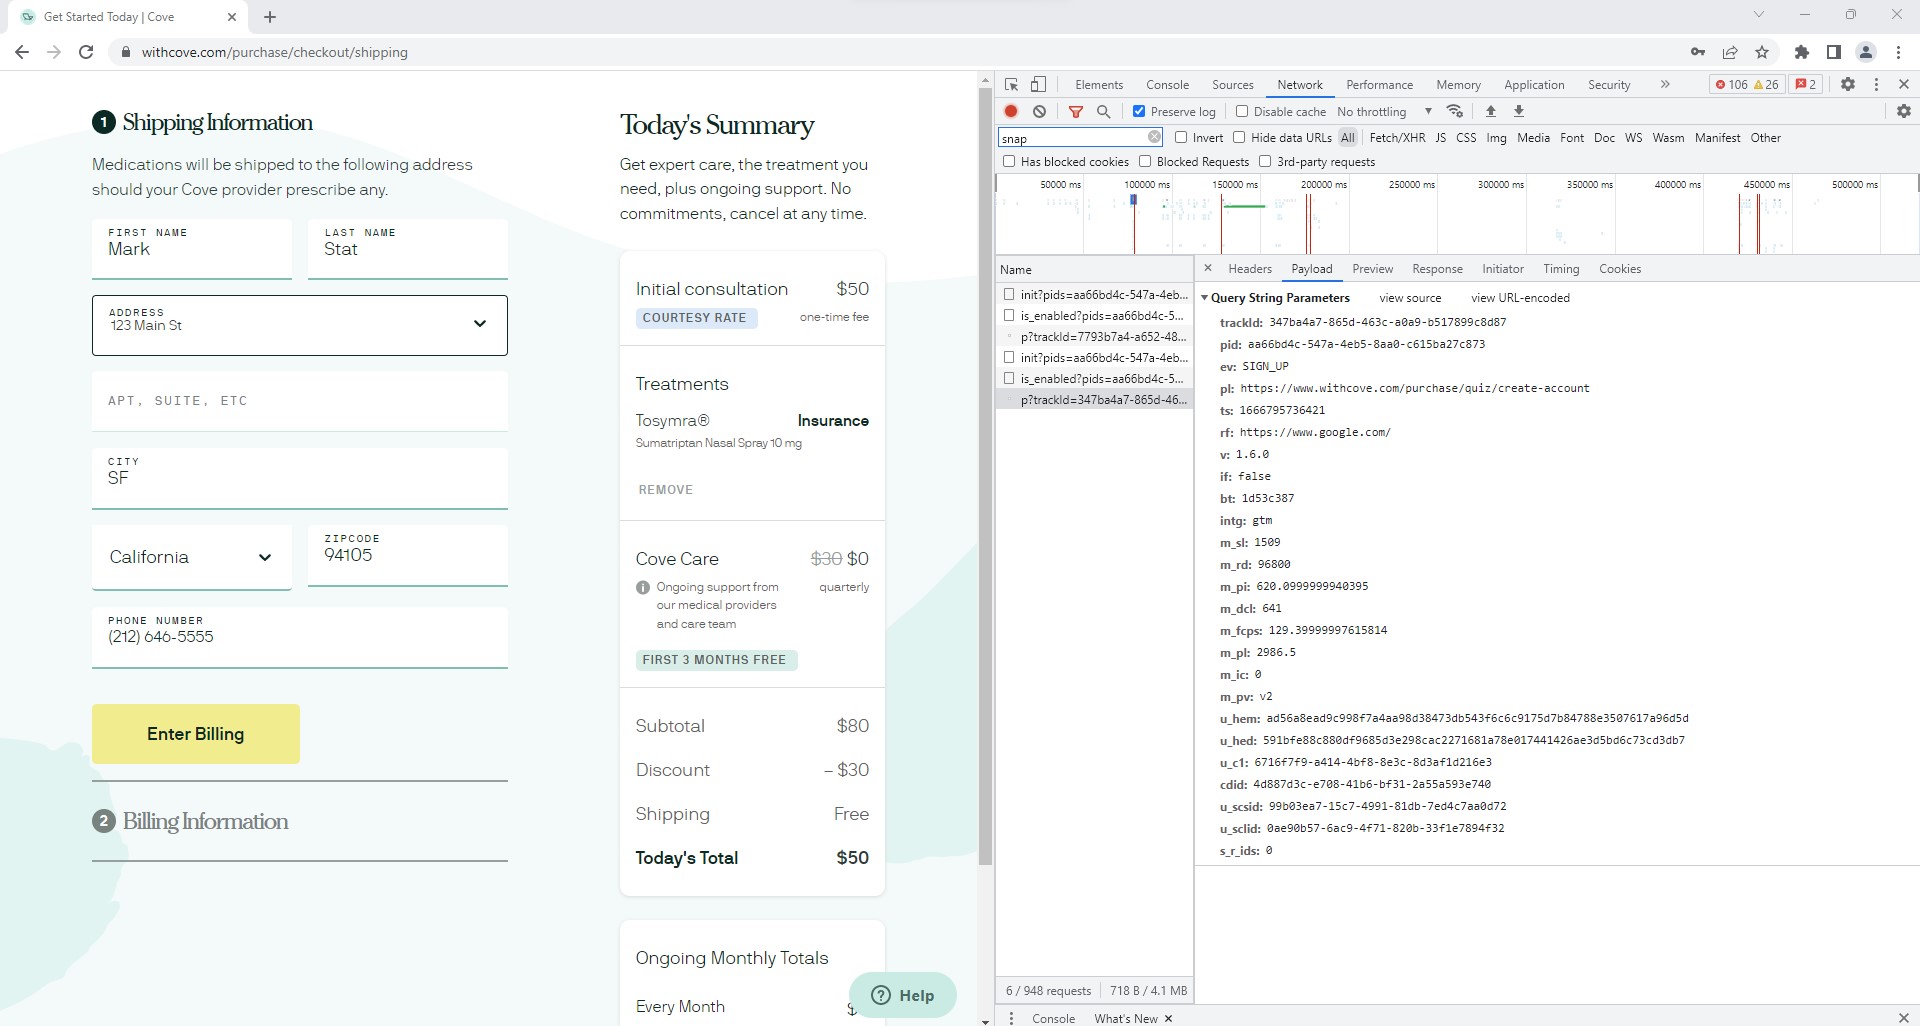 Get Started Today | Cove
withcove.com/purchase/checkout/shipping
1 Shipping Information
Medications will be shipped to the following address
should your Cove provider prescribe any.
FIRST NAME
Mark
LAST NAME
Stat
ADDRESS
123 Main St
APT, SUITE, ETC
CITY
SF
California
ZIPCODE
94105
PHONE NUMBER
(212) 646-5555
Enter Billing
2 Billing Information
Today's Summary
Get expert care, the treatment you
need, plus ongoing support. No
commitments, cancel at any time.
Initial consultation $50
COURTESY RATE one-time fee
Treatments
Tosymra® Insurance
Sumatriptan Nasal Spray 10 mg
REMOVE
Cove Care $30 $0
Ongoing support from quarterly
our medical providers
and care team
FIRST 3 MONTHS FREE
Subtotal $80
Discount – $30
Shipping Free
Today's Total $50
Ongoing Monthly Totals
Every Month $
Help
Elements Console Sources Network Performance Memory Application Security » 106 26 2
Preserve log Disable cache No throttling
snap Invert Hide data URLs All Fetch/XHR JS CSS Img Media Font Doc WS Wasm Manifest Other
Has blocked cookies Blocked Requests 3rd-party requests
50000 ms 100000 ms 150000 ms 200000 ms 250000 ms 300000 ms 350000 ms 400000 ms 450000 ms 500000 ms
Name
init?pids=aa66bd4c-547a-4eb...
is_enabled?pids=aa66bd4c-5...
p?trackId=7793b7a4-a652-48...
init?pids=aa66bd4c-547a-4eb...
is_enabled?pids=aa66bd4c-5...
p?trackId=347ba4a7-865d-46...
6 / 948 requests 718 B / 4.1 MB
Headers Payload Preview Response Initiator Timing Cookies
Query String Parameters view source view URL-encoded
trackId: 347ba4a7-865d-463c-a0a9-b517899c8d87
pid: aa66bd4c-547a-4eb5-8aa0-c615ba27c873
ev: SIGN_UP
pl: https://www.withcove.com/purchase/quiz/create-account
ts: 1666795736421
rf: https://www.google.com/
v: 1.6.0
if: false
bt: 1d53c387
intg: gtm
m_sl: 1509
m_rd: 96800
m_pi: 620.0999999940395
m_dcl: 641
m_fcps: 129.39999997615814
m_pl: 2986.5
m_ic: 0
m_pv: v2
u_hem: ad56a8ead9c998f7a4aa98d38473db543f6c6c9175d7b84788e3507617a96d5d
u_hed: 591bfe88c880df9685d3e298cac2271681a78e017441426ae3d5bd6c73cd3db7
u_c1: 6716f7f9-a414-4bf8-8e3c-8d3af1d216e3
cdid: 4d887d3c-e708-41b6-bf31-2a55a593e740
u_scsid: 99b03ea7-15c7-4991-81db-7ed4c7aa0d72
u_sclid: 0ae90b57-6ac9-4f71-820b-33f1e7894f32
s_r_ids: 0
Console What's New